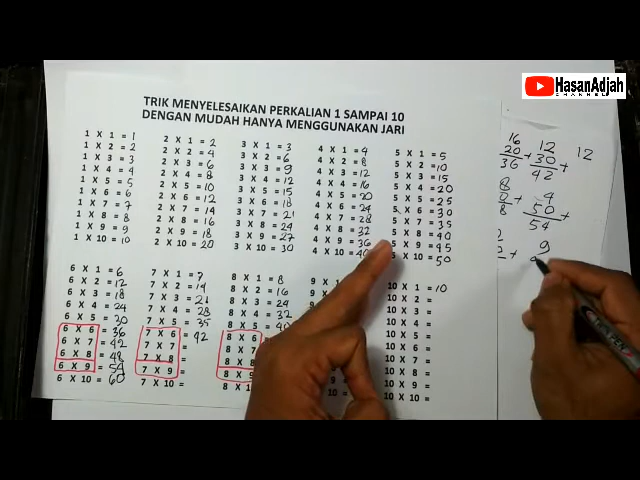 HasanAdjah
CHANNEL
TRIK MENYELESAIKAN PERKALIAN 1 SAMPAI 10
DENGAN MUDAH HANYA MENGGUNAKAN JARI
1 X 1 = 1
1 X 2 = 2
1 X 3 = 3
1 X 4 = 4
1 X 5 = 5
1 X 6 = 6
1 X 7 = 7
1 X 8 = 8
1 X 9 = 9
1 X 10 = 10
2 X 1 = 2
2 X 2 = 4
2 X 3 = 6
2 X 4 = 8
2 X 5 = 10
2 X 6 = 12
2 X 7 = 14
2 X 8 = 16
2 X 9 = 18
2 X 10 = 20
3 X 1 = 3
3 X 2 = 6
3 X 3 = 9
3 X 4 = 12
3 X 5 = 15
3 X 6 = 18
3 X 7 = 21
3 X 8 = 24
3 X 9 = 27
3 X 10 = 30
4 X 1 = 4
4 X 2 = 8
4 X 3 = 12
4 X 4 = 16
4 X 5 = 20
4 X 6 = 24
4 X 7 = 28
4 X 8 = 32
4 X 9 = 36
4 X 10 = 40
5 X 1 = 5
5 X 2 = 10
5 X 3 = 15
5 X 4 = 20
5 X 5 = 25
5 X 6 = 30
5 X 7 = 35
5 X 8 = 40
5 X 9 = 45
X 10 = 50
6 X 1 = 6
6 X 2 = 12
6 X 3 = 18
6 X 4 = 24
6 X 5 = 30
6 X 6 = 36
6 X 7 = 42
6 X 8 = 48
6 X 9 = 54
6 X 10 = 60
7 X 1 = 7
7 X 2 = 14
7 X 3 = 21
7 X 4 = 28
7 X 5 = 35
7 X 6 = 42
7 X 7 =
7 X 8 =
7 X 9 =
7 X 10 =
8 X 1 = 8
8 X 2 = 16
8 X 3 = 24
8 X 4 = 32
8 X 5 = 40
8 X 6
8 X 7
8 X 8
8 X 9
8 X
9 X 1
9 X
9 X
9 X
10 X 1 = 10
10 X 2 =
10 X 3 =
10 X 4 =
10 X 5 =
10 X 6 =
10 X 7 =
10 X 8 =
10 X 9 =
10 X 10 =
16
20 +
36
12
30 +
42
12
8
+
8
4
50 +
54
+
9